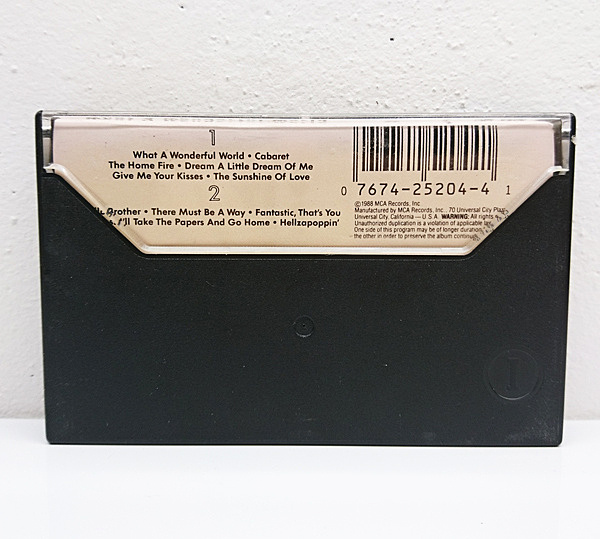 1
What A Wonderful World • Cabaret
The Home Fire • Dream A Little Dream Of Me
Give Me Your Kisses • The Sunshine Of Love
2
Brother • There Must Be A Way • Fantastic, That's You
I'll Take The Papers And Go Home • Hellzapoppin'
0 7674-25204-4 1
©1988 MCA Records, Inc.
Manufactured by MCA Records, Inc. 70 Universal City
Universal City, California — U.S.A. WARNING: All rights
Unauthorized duplication is a violation of applicable
One side of this program may be of longer duration
the other in order to preserve the album
1